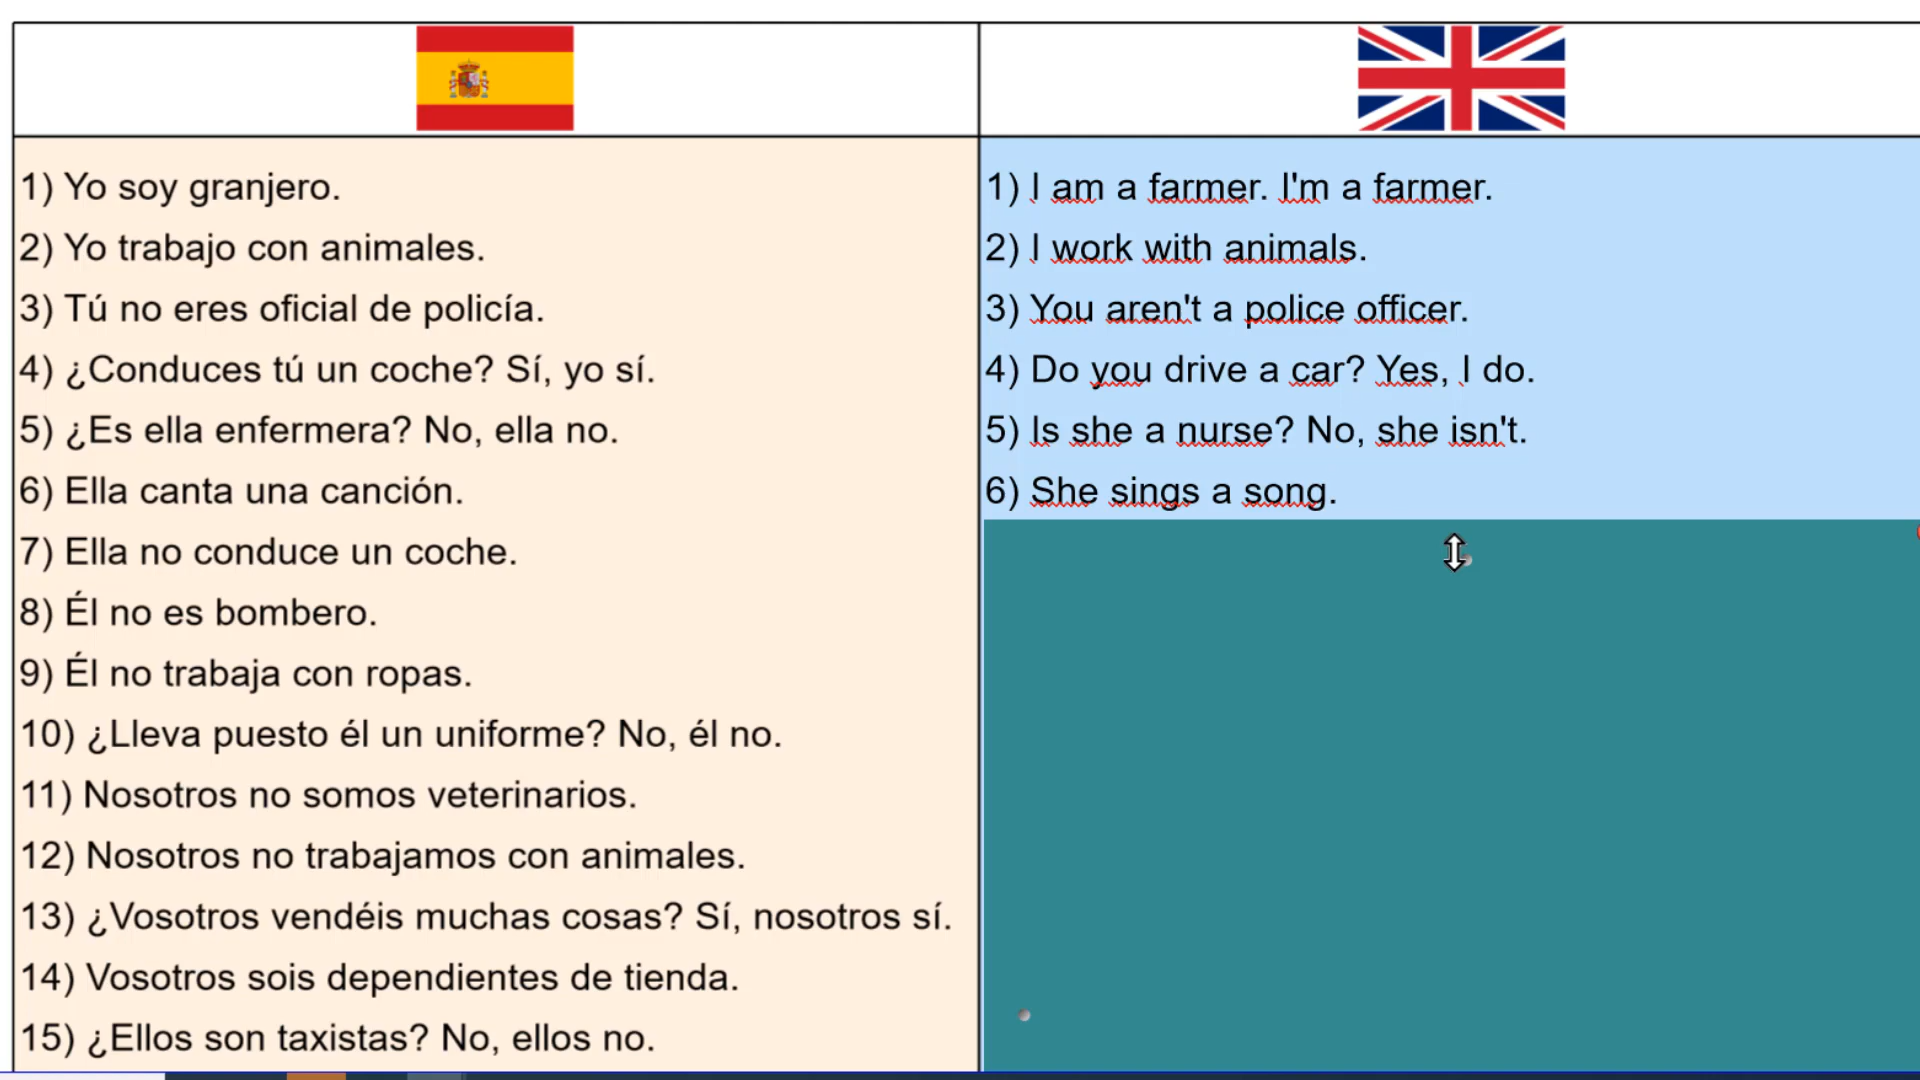 1) Yo soy granjero.
2) Yo trabajo con animales.
3) Tú no eres oficial de policía.
4) ¿Conduces tú un coche? Sí, yo sí.
5) ¿Es ella enfermera? No, ella no.
6) Ella canta una canción.
7) Ella no conduce un coche.
8) Él no es bombero.
9) Él no trabaja con ropas.
10) ¿Lleva puesto él un uniforme? No, él no.
11) Nosotros no somos veterinarios.
12) Nosotros no trabajamos con animales.
13) ¿Vosotros vendéis muchas cosas? Sí, nosotros sí.
14) Vosotros sois dependientes de tienda.
15) ¿Ellos son taxistas? No, ellos no.
1) I am a farmer. I'm a farmer.
2) I work with animals.
3) You aren't a police officer.
4) Do you drive a car? Yes, I do.
5) Is she a nurse? No, she isn't.
6) She sings a song.